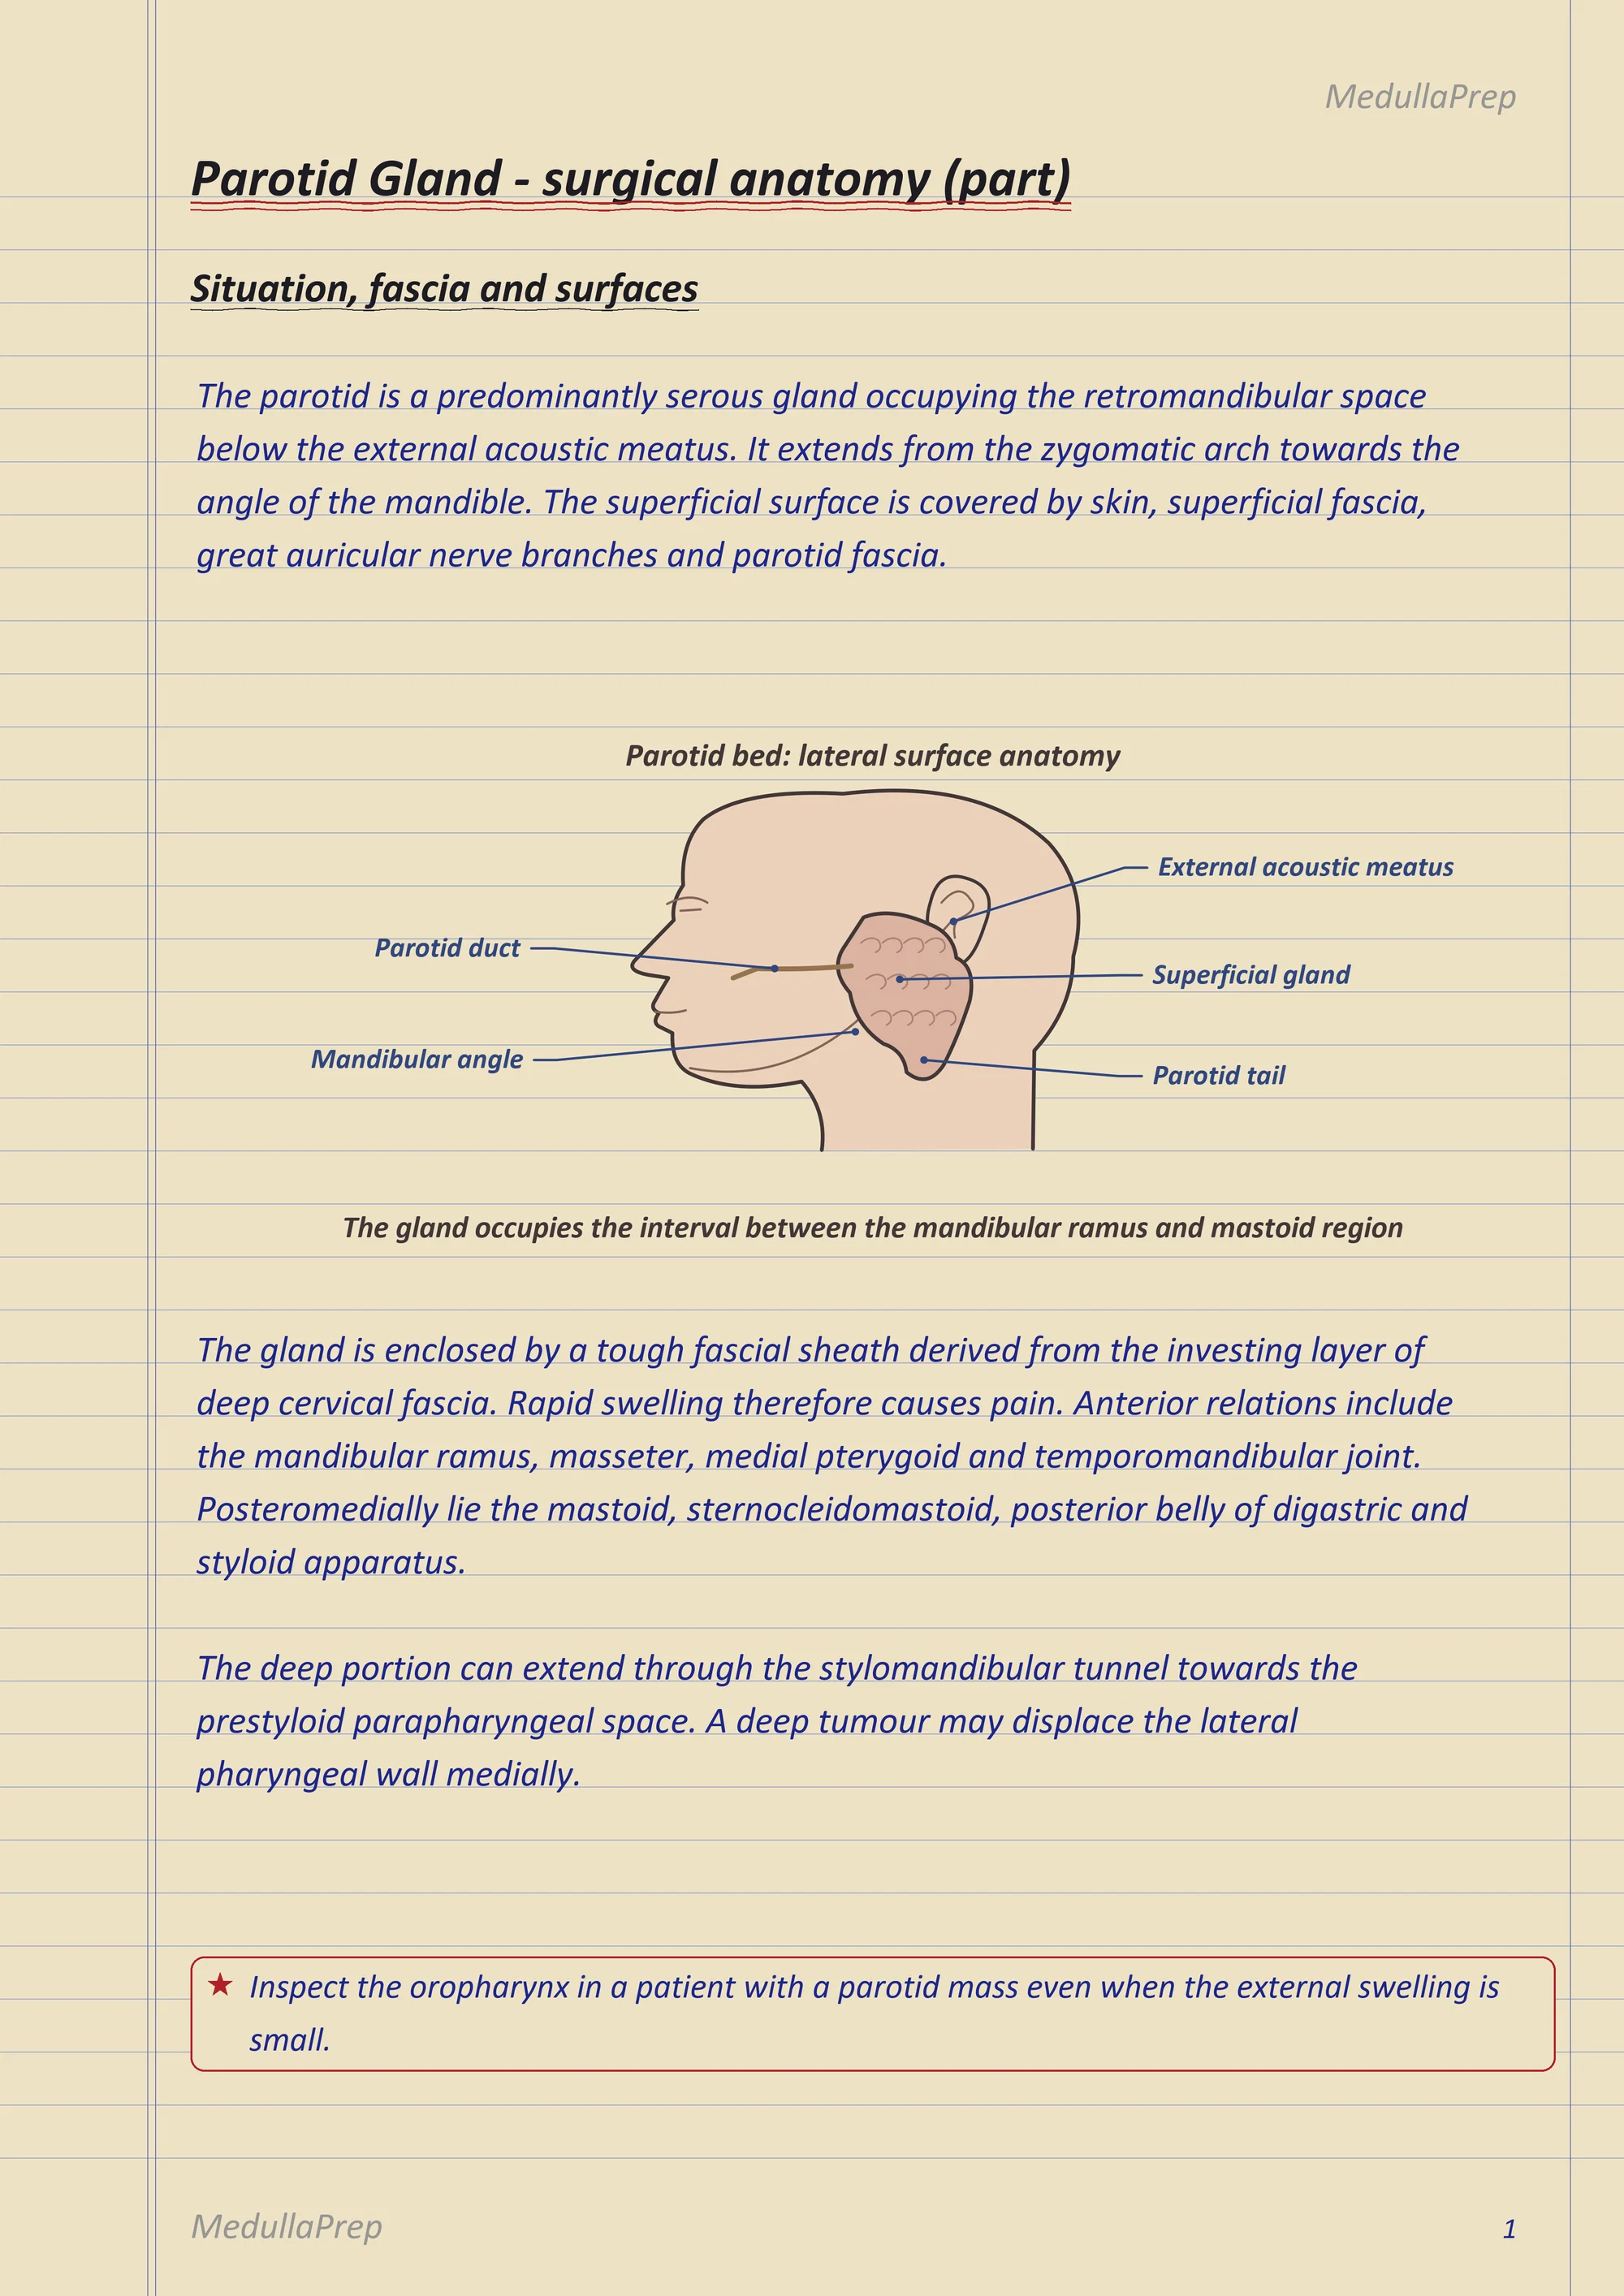 MedullaPrep
Parotid Gland - surgical anatomy (part)
Situation, fascia and surfaces
The parotid is a predominantly serous gland occupying the retromandibular space
below the external acoustic meatus. It extends from the zygomatic arch towards the
angle of the mandible. The superficial surface is covered by skin, superficial fascia,
great auricular nerve branches and parotid fascia.
Parotid bed: lateral surface anatomy
External acoustic meatus
Parotid duct
Superficial gland
Mandibular angle
Parotid tail
The gland occupies the interval between the mandibular ramus and mastoid region
The gland is enclosed by a tough fascial sheath derived from the investing layer of
deep cervical fascia. Rapid swelling therefore causes pain. Anterior relations include
the mandibular ramus, masseter, medial pterygoid and temporomandibular joint.
Posteromedially lie the mastoid, sternocleidomastoid, posterior belly of digastric and
styloid apparatus.
The deep portion can extend through the stylomandibular tunnel towards the
prestyloid parapharyngeal space. A deep tumour may displace the lateral
pharyngeal wall medially.
★ Inspect the oropharynx in a patient with a parotid mass even when the external swelling is
small.
MedullaPrep
1